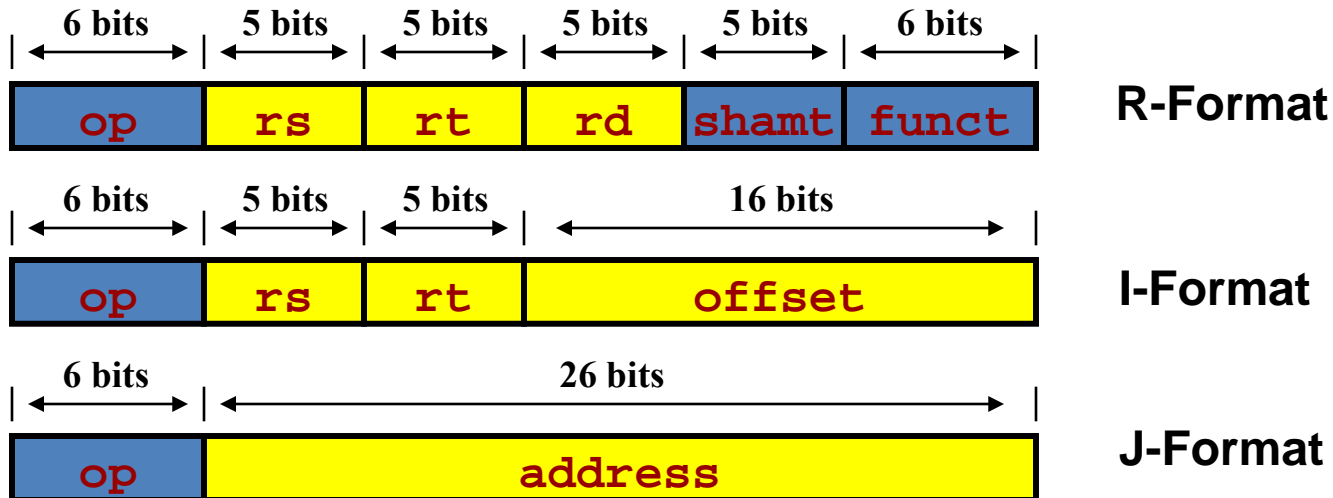 6 bits 5 bits 5 bits 5 bits 5 bits 6 bits
op rs rt rd shamt funct R-Format
6 bits 5 bits 5 bits 16 bits
op rs rt offset I-Format
6 bits 26 bits
op address J-Format